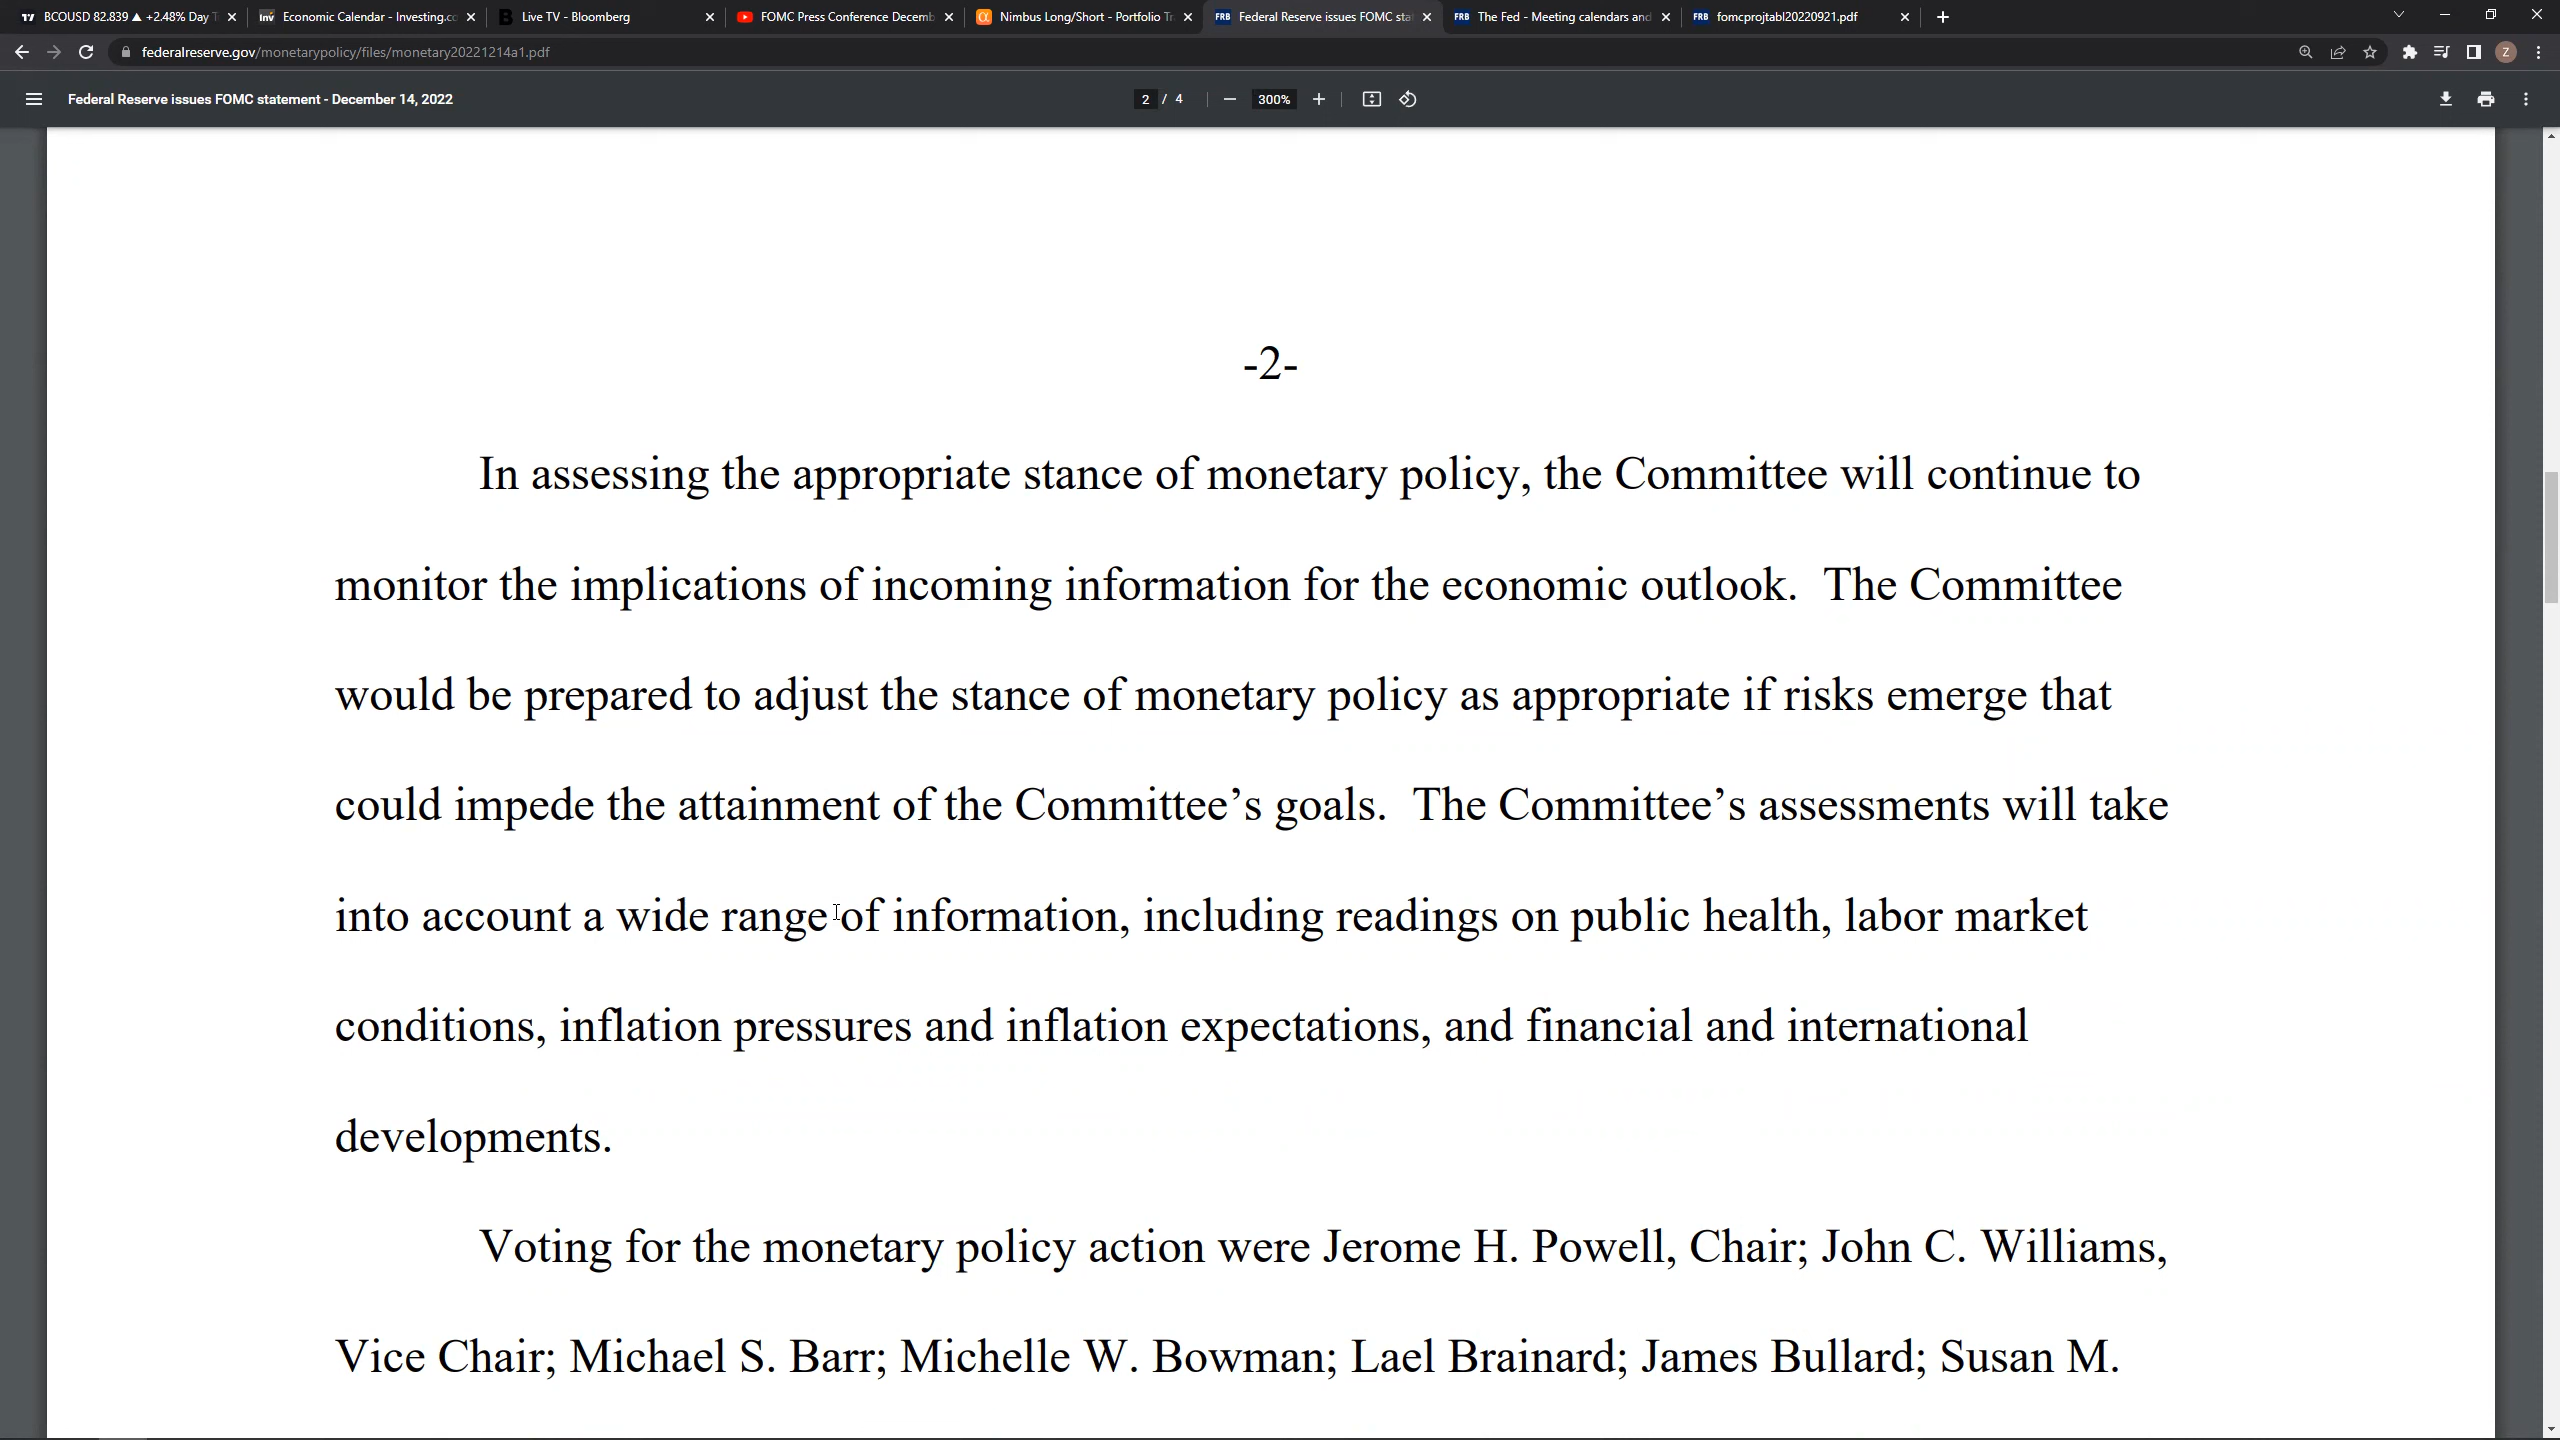 BCOUSD 82.839 ▲ +2.48% Day T
Economic Calendar - Investing.co
Live TV - Bloomberg
FOMC Press Conference Decemb
Nimbus Long/Short - Portfolio Tr
FRB Federal Reserve issues FOMC sta
FRB The Fed - Meeting calendars and
FRB fomcprojtabl20220921.pdf
federalreserve.gov/monetarypolicy/files/monetary20221214a1.pdf
Z
Federal Reserve issues FOMC statement - December 14, 2022
2 / 4
300%
-2-
In assessing the appropriate stance of monetary policy, the Committee will continue to
monitor the implications of incoming information for the economic outlook.  The Committee
would be prepared to adjust the stance of monetary policy as appropriate if risks emerge that
could impede the attainment of the Committee’s goals.  The Committee’s assessments will take
into account a wide range of information, including readings on public health, labor market
conditions, inflation pressures and inflation expectations, and financial and international
developments.
Voting for the monetary policy action were Jerome H. Powell, Chair; John C. Williams,
Vice Chair; Michael S. Barr; Michelle W. Bowman; Lael Brainard; James Bullard; Susan M.